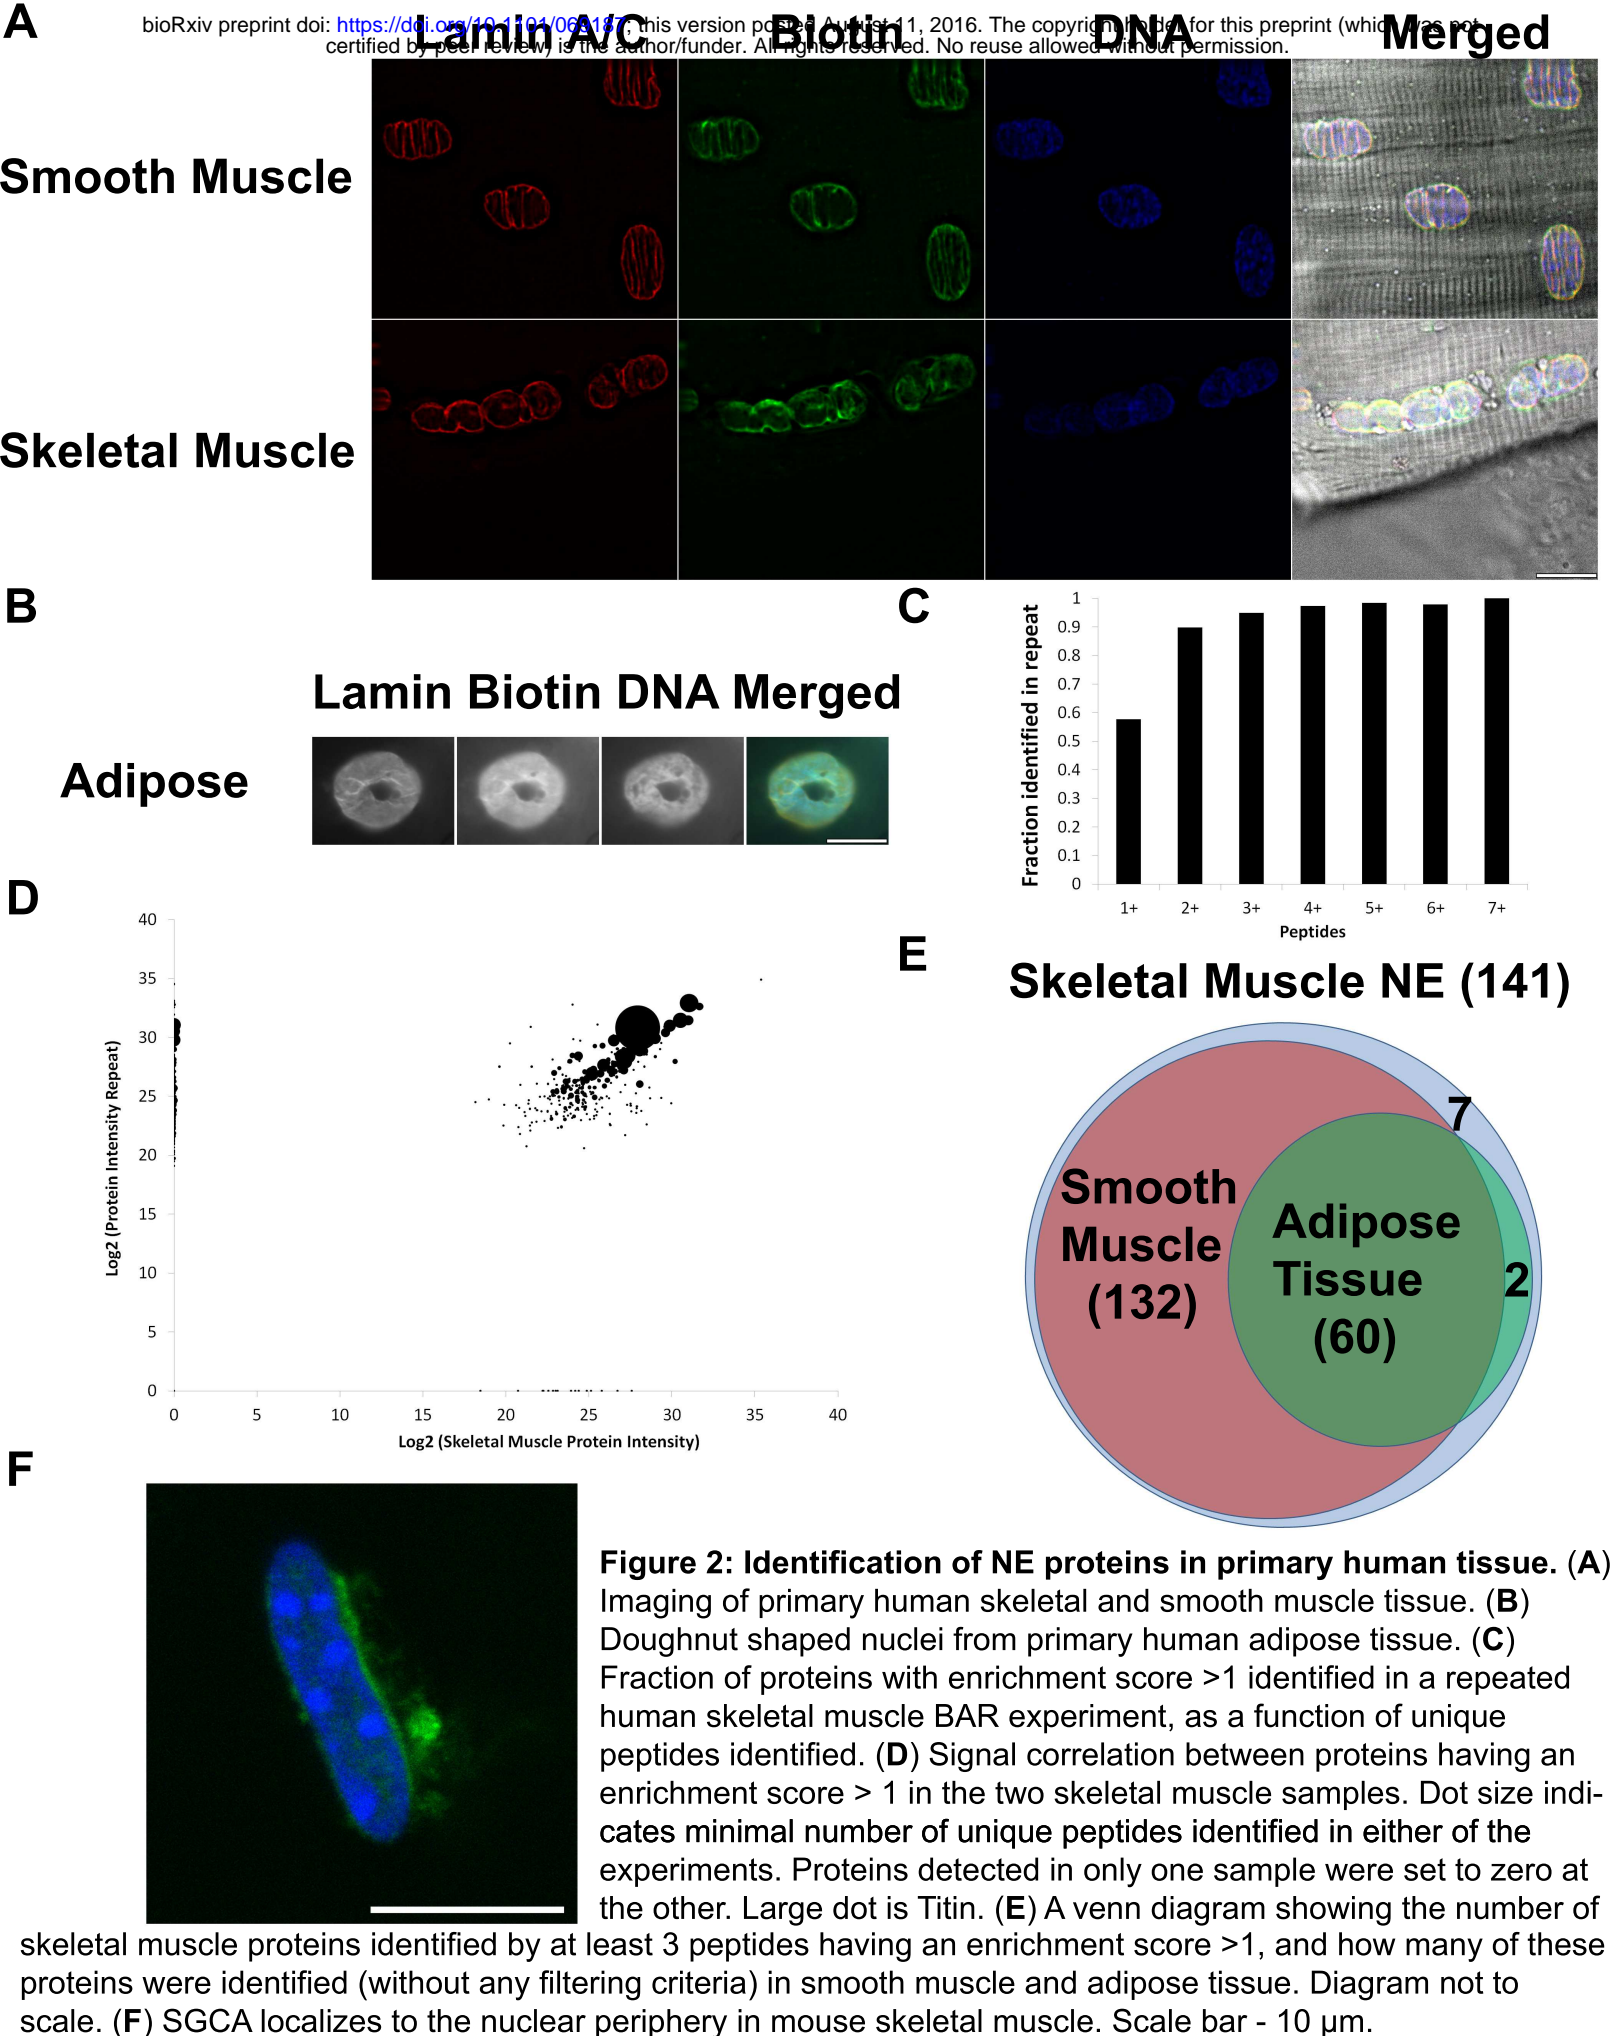 A
bioRxiv preprint doi: https://doi.org/10.1101/069187; this version posted August 11, 2016. The copyright holder for this preprint (which was not
certified by peer review) is the author/funder. All rights reserved. No reuse allowed without permission.
Lamin A/C Biotin DNA Merged
Smooth Muscle
Skeletal Muscle
B
Lamin Biotin DNA Merged
Adipose
C
Fraction identified in repeat
1
0.9
0.8
0.7
0.6
0.5
0.4
0.3
0.2
0.1
0
1+ 2+ 3+ 4+ 5+ 6+ 7+
Peptides
D
Log2 (Protein Intensity Repeat)
40
35
30
25
20
15
10
5
0
0 5 10 15 20 25 30 35 40
Log2 (Skeletal Muscle Protein Intensity)
E
Skeletal Muscle NE (141)
7
Smooth
Muscle
(132)
Adipose
Tissue
(60)
2
F
Figure 2: Identification of NE proteins in primary human tissue. (A)
Imaging of primary human skeletal and smooth muscle tissue. (B)
Doughnut shaped nuclei from primary human adipose tissue. (C)
Fraction of proteins with enrichment score >1 identified in a repeated
human skeletal muscle BAR experiment, as a function of unique
peptides identified. (D) Signal correlation between proteins having an
enrichment score > 1 in the two skeletal muscle samples. Dot size indi-
cates minimal number of unique peptides identified in either of the
experiments. Proteins detected in only one sample were set to zero at
the other. Large dot is Titin. (E) A venn diagram showing the number of
skeletal muscle proteins identified by at least 3 peptides having an enrichment score >1, and how many of these
proteins were identified (without any filtering criteria) in smooth muscle and adipose tissue. Diagram not to
scale. (F) SGCA localizes to the nuclear periphery in mouse skeletal muscle. Scale bar - 10 µm.